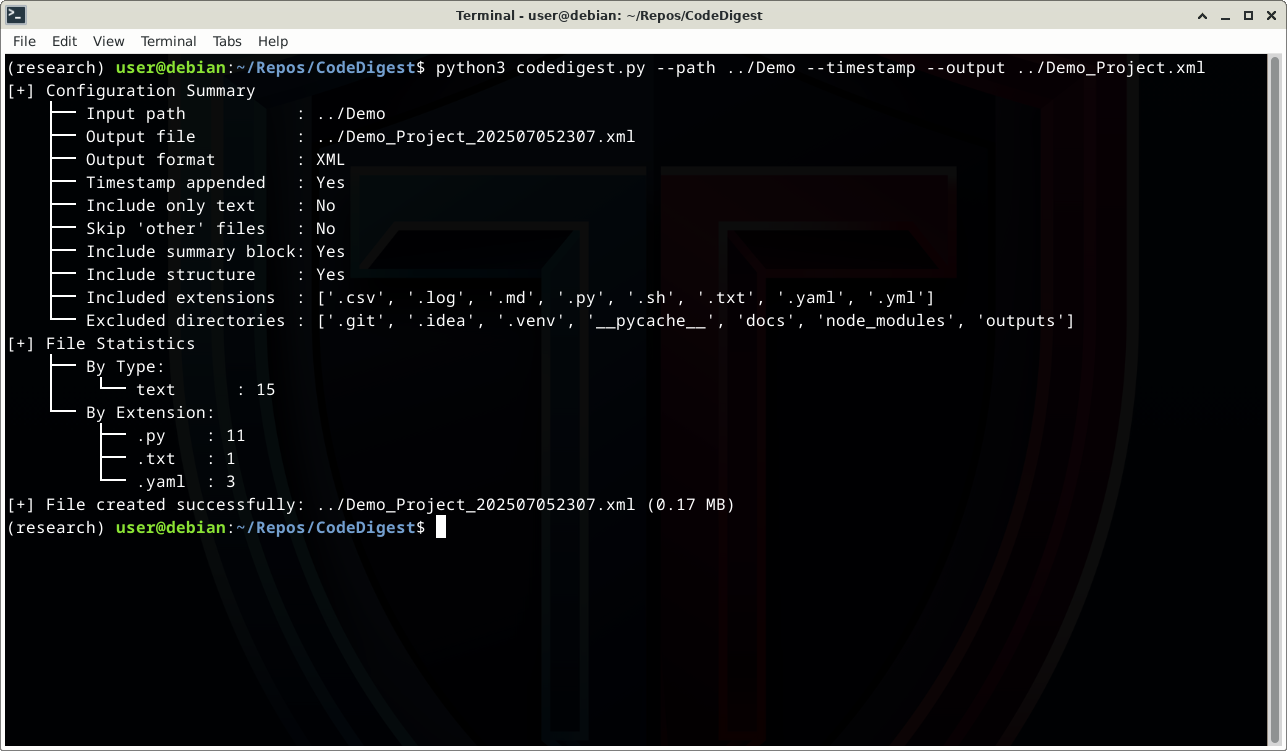 Terminal - user@debian: ~/Repos/CodeDigest
File Edit View Terminal Tabs Help
(research) user@debian:~/Repos/CodeDigest$ python3 codedigest.py --path ../Demo --timestamp --output ../Demo_Project.xml
[+] Configuration Summary
├── Input path : ../Demo
├── Output file : ../Demo_Project_202507052307.xml
├── Output format : XML
├── Timestamp appended : Yes
├── Include only text : No
├── Skip 'other' files : No
├── Include summary block: Yes
├── Include structure : Yes
├── Included extensions : ['.csv', '.log', '.md', '.py', '.sh', '.txt', '.yaml', '.yml']
└── Excluded directories : ['.git', '.idea', '.venv', '__pycache__', 'docs', 'node_modules', 'outputs']
[+] File Statistics
├── By Type:
│ └── text : 15
└── By Extension:
├── .py : 11
├── .txt : 1
└── .yaml : 3
[+] File created successfully: ../Demo_Project_202507052307.xml (0.17 MB)
(research) user@debian:~/Repos/CodeDigest$